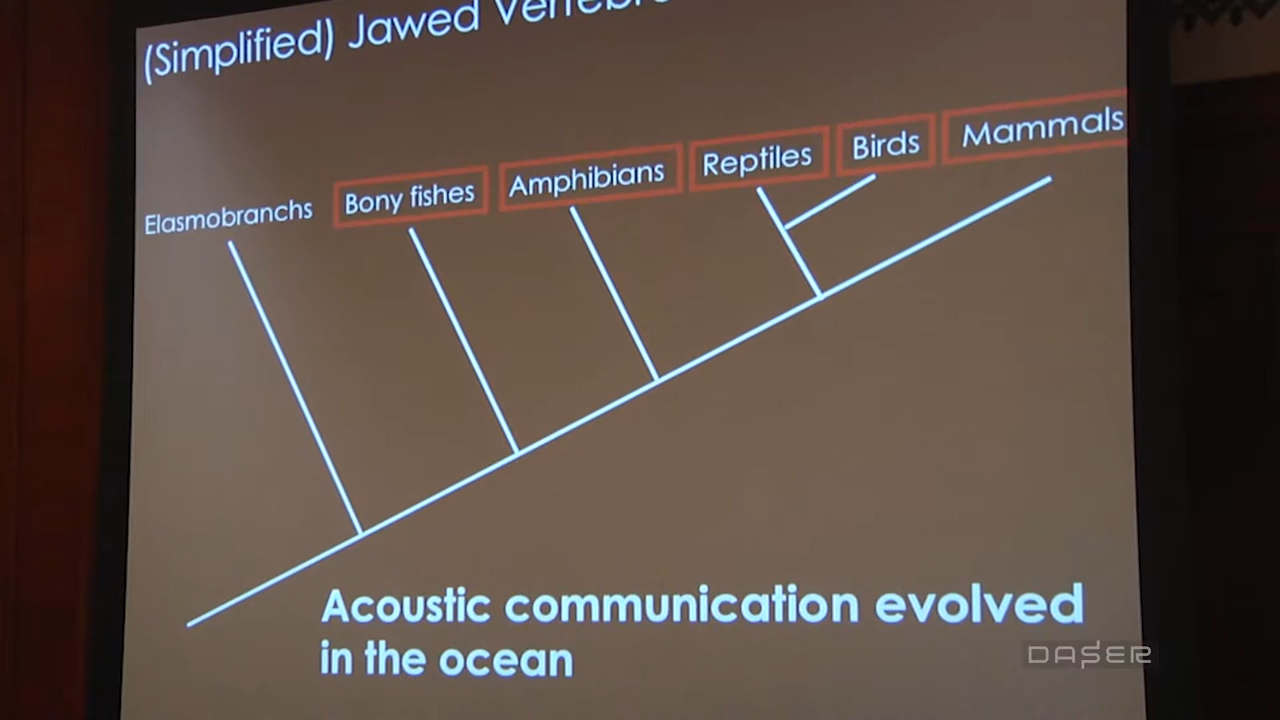 (Simplified) Jawed
Elasmobranchs
Bony fishes
Amphibians
Reptiles
Birds
Mammals
Acoustic communication evolved
in the ocean
DASER